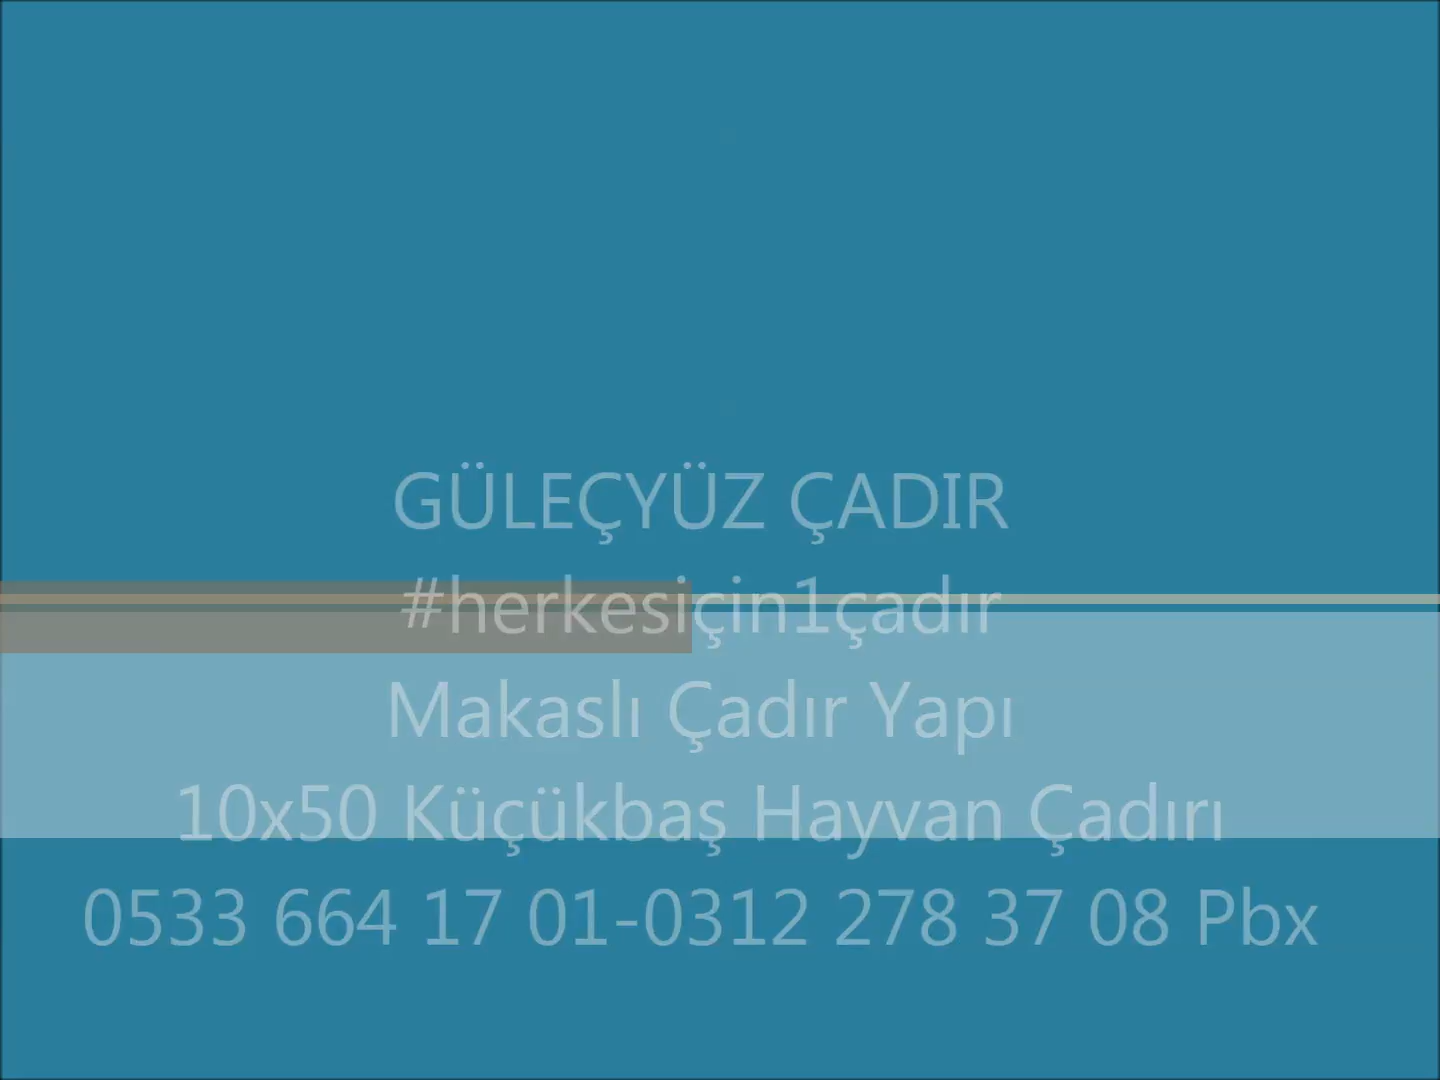 GÜLEÇYÜZ ÇADIR
#herkesiçin1çadır
Makaslı Çadır Yapı
10x50 Küçükbaş Hayvan Çadırı
0533 664 17 01-0312 278 37 08 Pbx